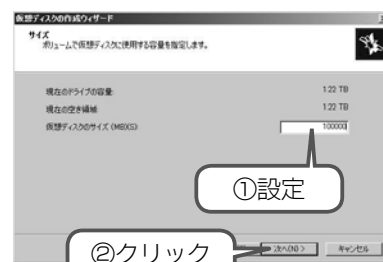 仮想ディスクの作成ウィザード
サイズ
ボリュームで仮想ディスクに使用する容量を指定します。
現在のドライブの容量: 1.22 TB
現在の空き領域: 1.22 TB
仮想ディスクのサイズ (MB)(S): 100000
①設定
②クリック
次へ(N) >
キャンセル